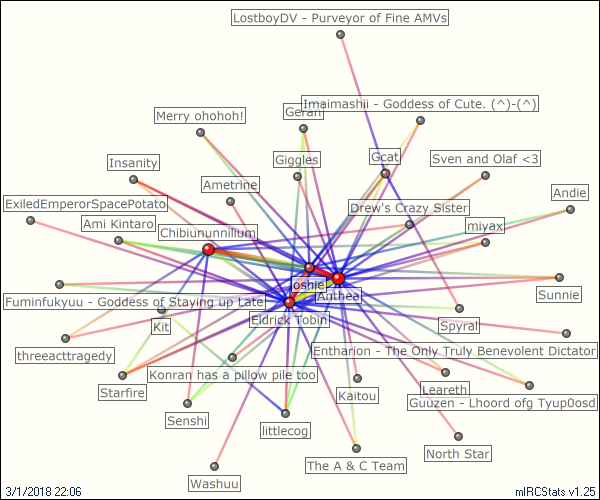 LostboyDV - Purveyor of Fine AMVs
Imaimashii - Goddess of Cute. (^)-(^)
Merry ohohoh!
Geran
Giggles
Gcat
Sven and Olaf <3
Insanity
Ametrine
Andie
ExiledEmperorSpacePotato
Drew's Crazy Sister
Ami Kintaro
Chibiununnilium
miyax
oshie
Antheal
Sunnie
Fuminfukyuu - Goddess of Staying up Late
Eldrick Tobin
Spyral
Kit
threeacttragedy
Entharion - The Only Truly Benevolent Dictator
Konran has a pillow pile too
Starfire
Kaitou
Leareth
Guuzen - Lhoord ofg Tyup0osd
Senshi
littlecog
North Star
The A & C Team
Washuu
3/1/2018 22:06
mIRCStats v1.25